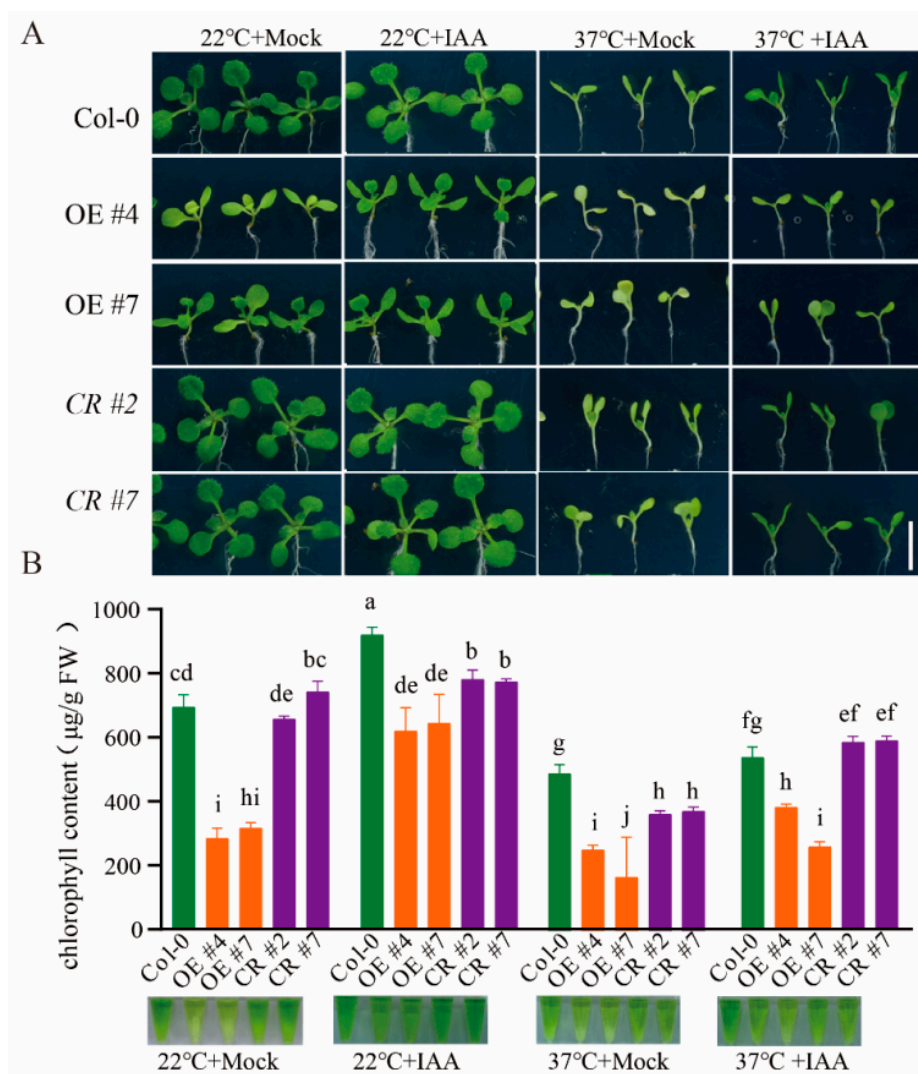 A
22°C+Mock 22°C+IAA 37°C+Mock 37°C +IAA
Col-0
OE #4
OE #7
CR #2
CR #7
B
chlorophyll content ( μg/g FW )
1000
800
600
400
200
0
cd i hi de bc
a de de b b
g i j h h
fg h i ef ef
Col-0 OE #4 OE #7 CR #2 CR #7 Col-0 OE #4 OE #7 CR #2 CR #7 Col-0 OE #4 OE #7 CR #2 CR #7 Col-0 OE #4 OE #7 CR #2 CR #7
22°C+Mock 22°C+IAA 37°C+Mock 37°C +IAA